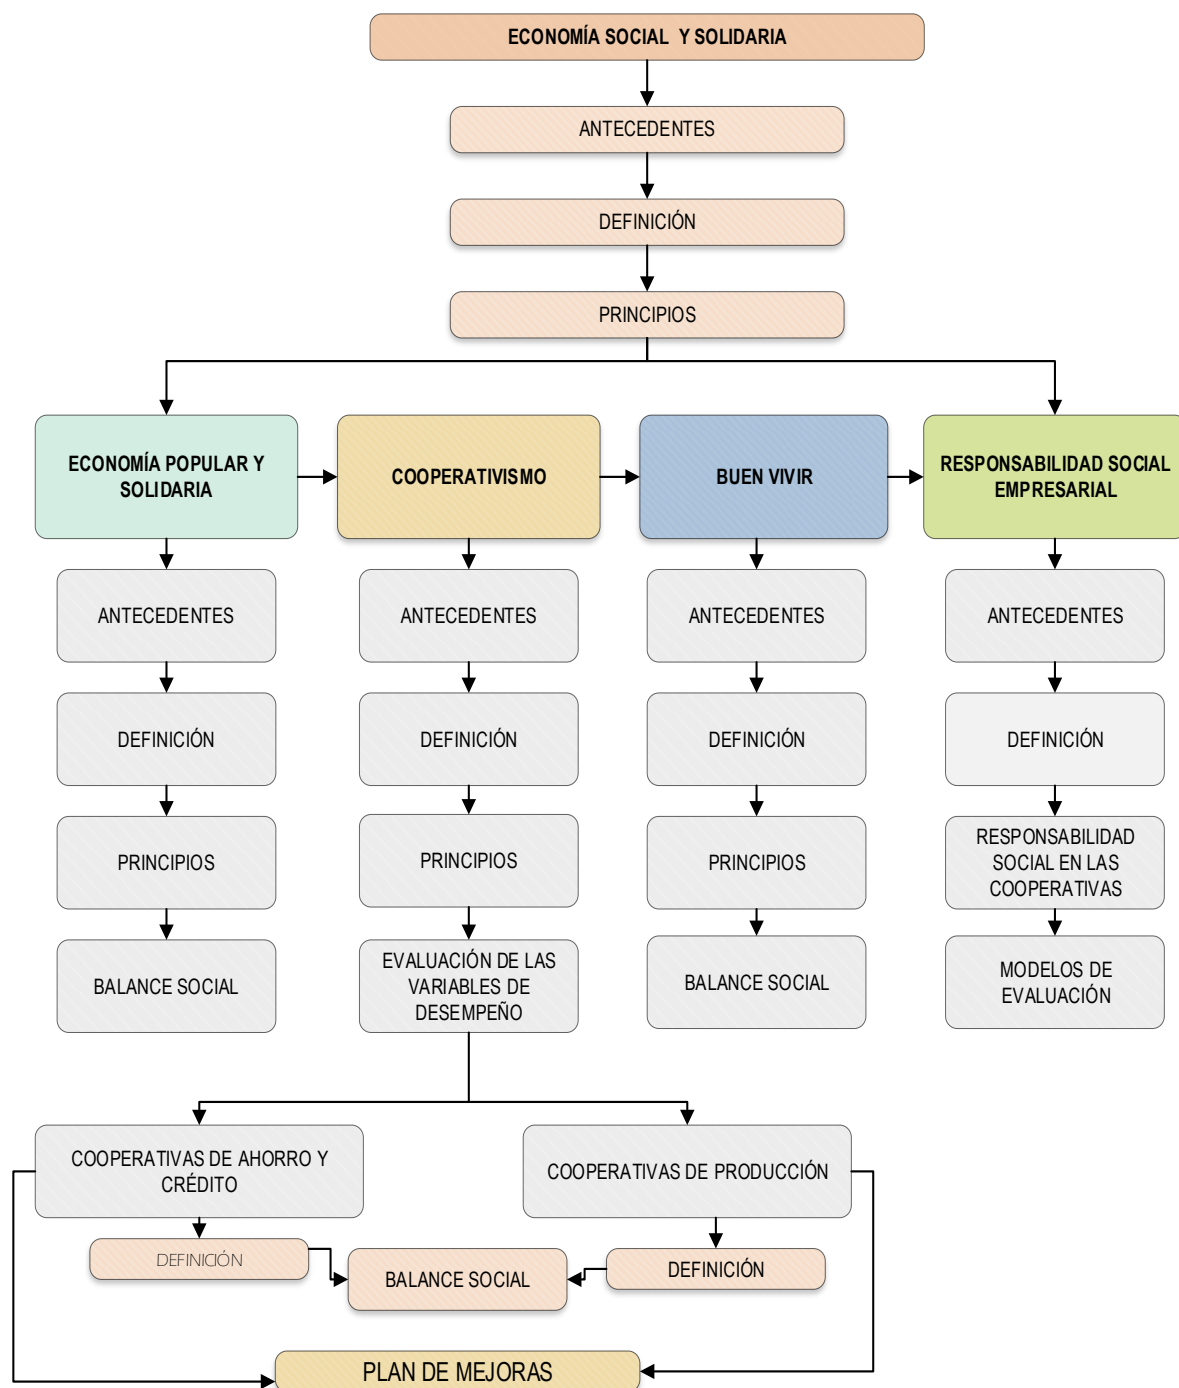 ECONOMÍA SOCIAL Y SOLIDARIA
ANTECEDENTES
DEFINICIÓN
PRINCIPIOS
ECONOMÍA POPULAR Y
SOLIDARIA
COOPERATIVISMO
BUEN VIVIR
RESPONSABILIDAD SOCIAL
EMPRESARIAL
ANTECEDENTES
ANTECEDENTES
ANTECEDENTES
ANTECEDENTES
DEFINICIÓN
DEFINICIÓN
DEFINICIÓN
DEFINICIÓN
PRINCIPIOS
PRINCIPIOS
PRINCIPIOS
RESPONSABILIDAD
SOCIAL EN LAS
COOPERATIVAS
BALANCE SOCIAL
EVALUACIÓN DE LAS
VARIABLES DE
DESEMPEÑO
BALANCE SOCIAL
MODELOS DE
EVALUACIÓN
COOPERATIVAS DE AHORRO Y
CRÉDITO
COOPERATIVAS DE PRODUCCIÓN
DEFINICIÓN
BALANCE SOCIAL
DEFINICIÓN
PLAN DE MEJORAS